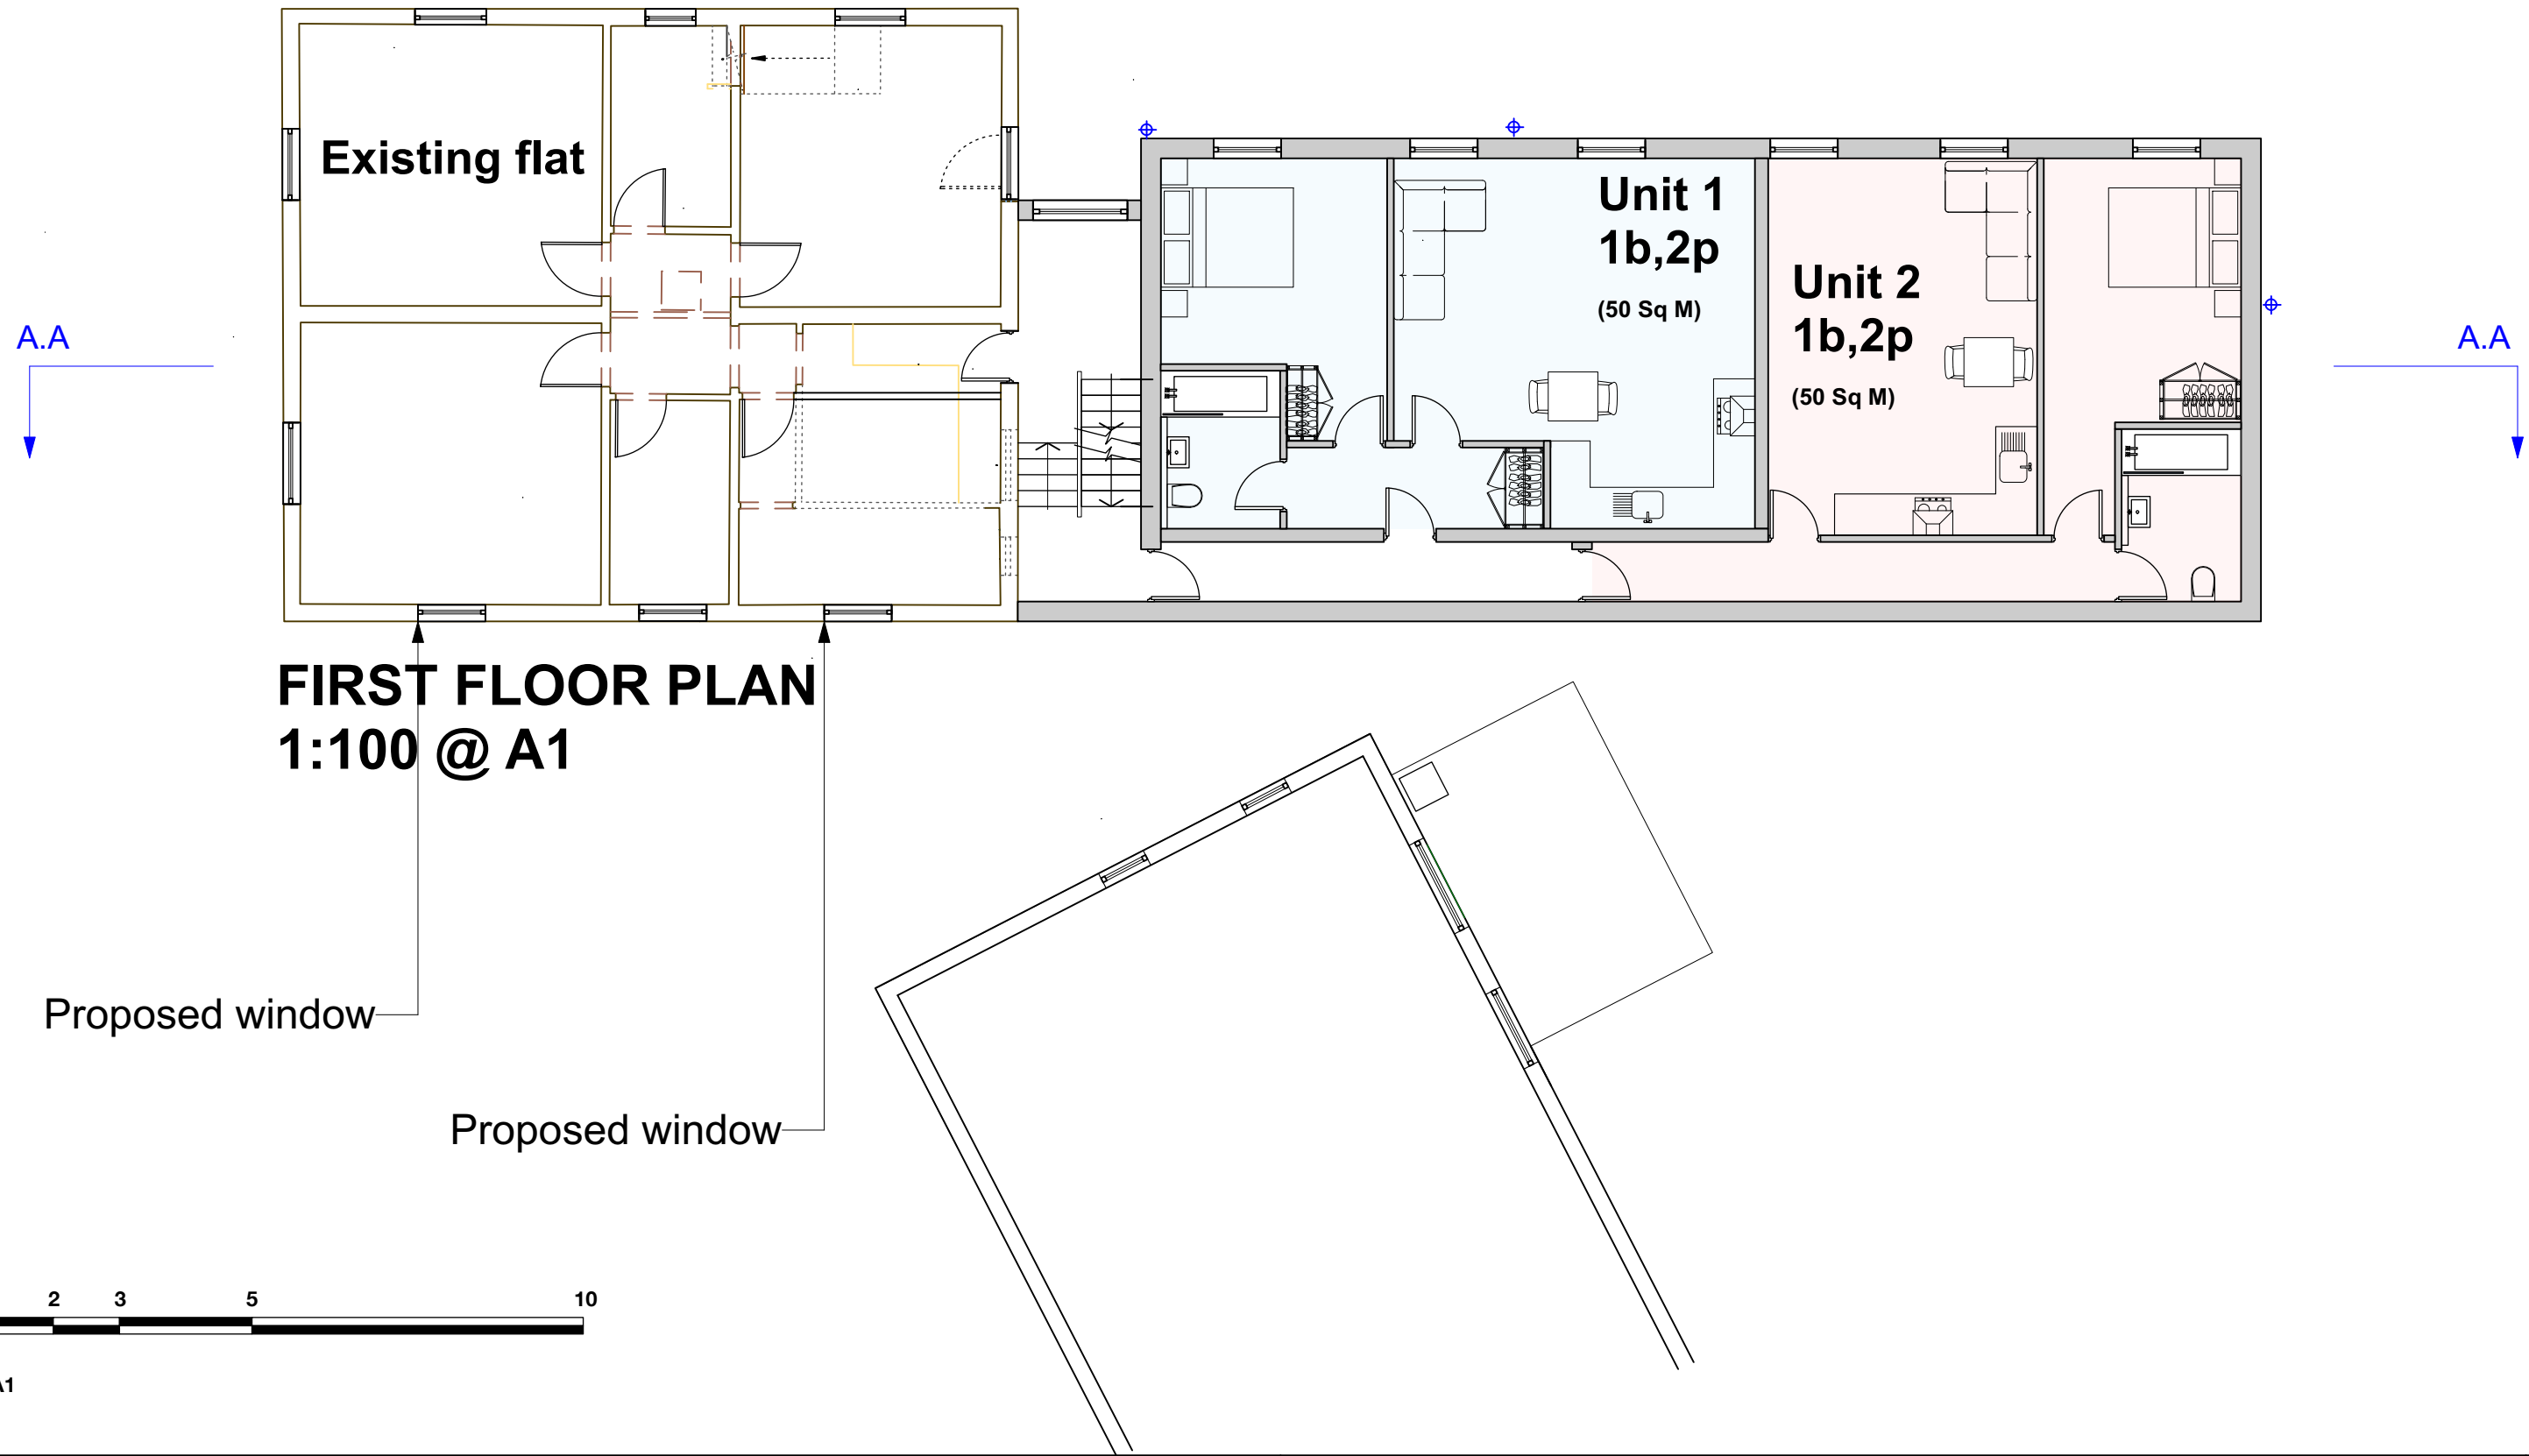 Existing flat
Unit 1
1b,2p
(50 Sq M)
Unit 2
1b,2p
(50 Sq M)
A.A
A.A
FIRST FLOOR PLAN
1:100 @ A1
Proposed window
Proposed window
2 3 5 10
A1